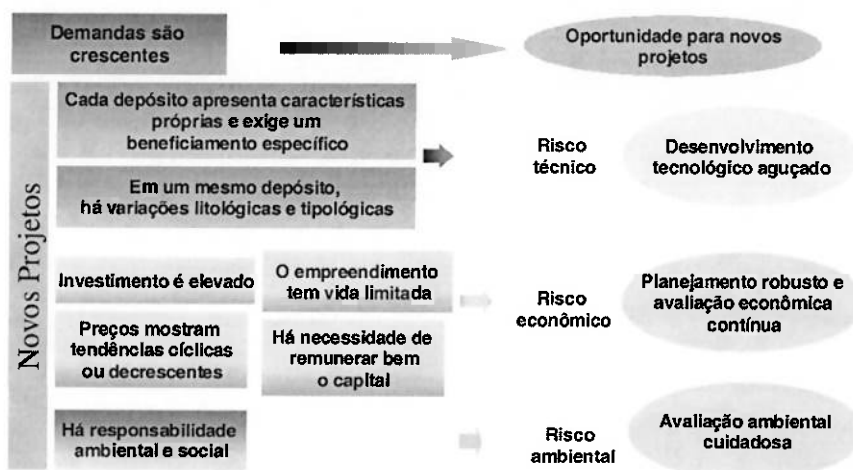 Demandas são
crescentes
Oportunidade para novos
projetos
Novos Projetos
Cada depósito apresenta características
próprias e exige um
beneficiamento específico
Em um mesmo depósito,
há variações litológicas e tipológicas
Risco
técnico
Desenvolvimento
tecnológico aguçado
Investimento é elevado
O empreendimento
tem vida limitada
Preços mostram
tendências cíclicas
ou decrescentes
Há necessidade de
remunerar bem
o capital
Risco
econômico
Planejamento robusto e
avaliação econômica
contínua
Há responsabilidade
ambiental e social
Risco
ambiental
Avaliação ambiental
cuidadosa